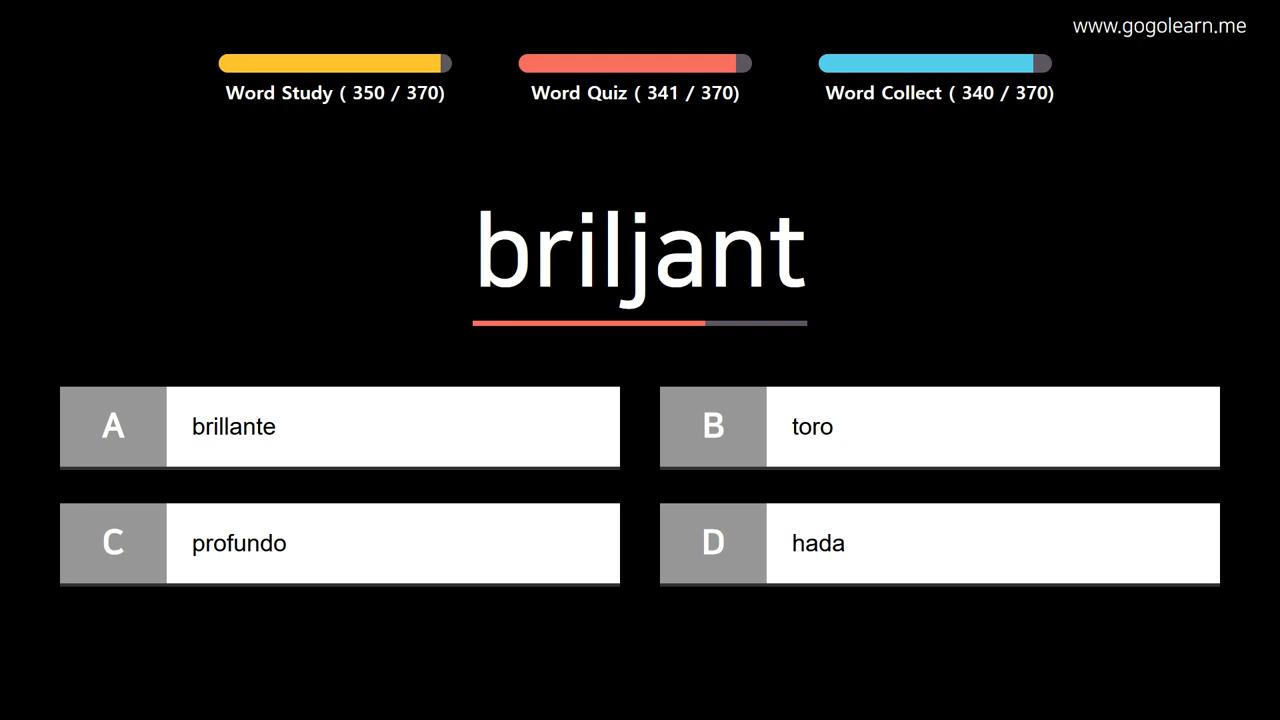 www.gogolearn.me
Word Study ( 350 / 370)
Word Quiz ( 341 / 370)
Word Collect ( 340 / 370)
briljant
A brillante
B toro
C profundo
D hada